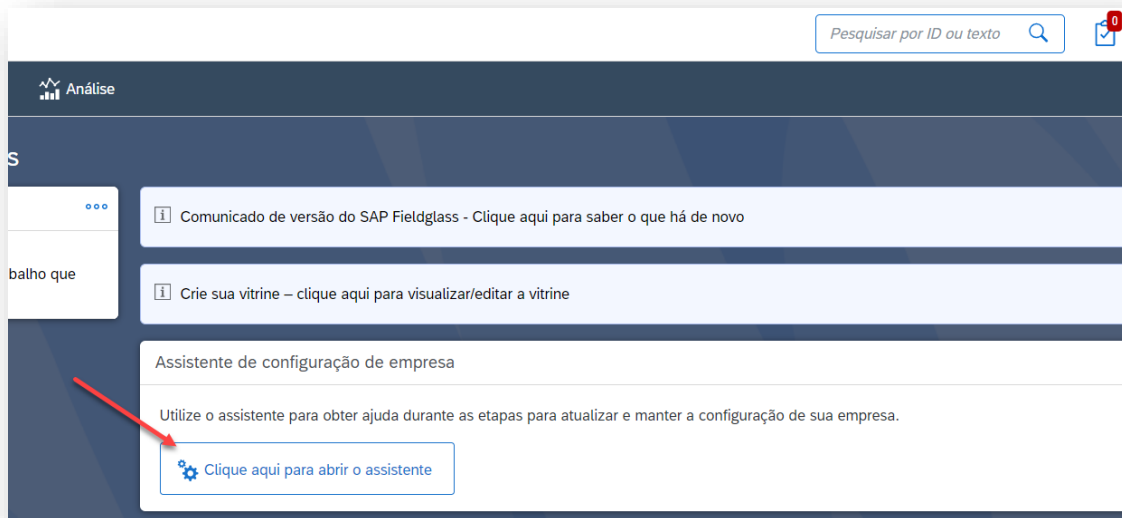 Pesquisar por ID ou texto
0
Análise
s
Comunicado de versão do SAP Fieldglass - Clique aqui para saber o que há de novo
balho que
Crie sua vitrine – clique aqui para visualizar/editar a vitrine
Assistente de configuração de empresa
Utilize o assistente para obter ajuda durante as etapas para atualizar e manter a configuração de sua empresa.
Clique aqui para abrir o assistente